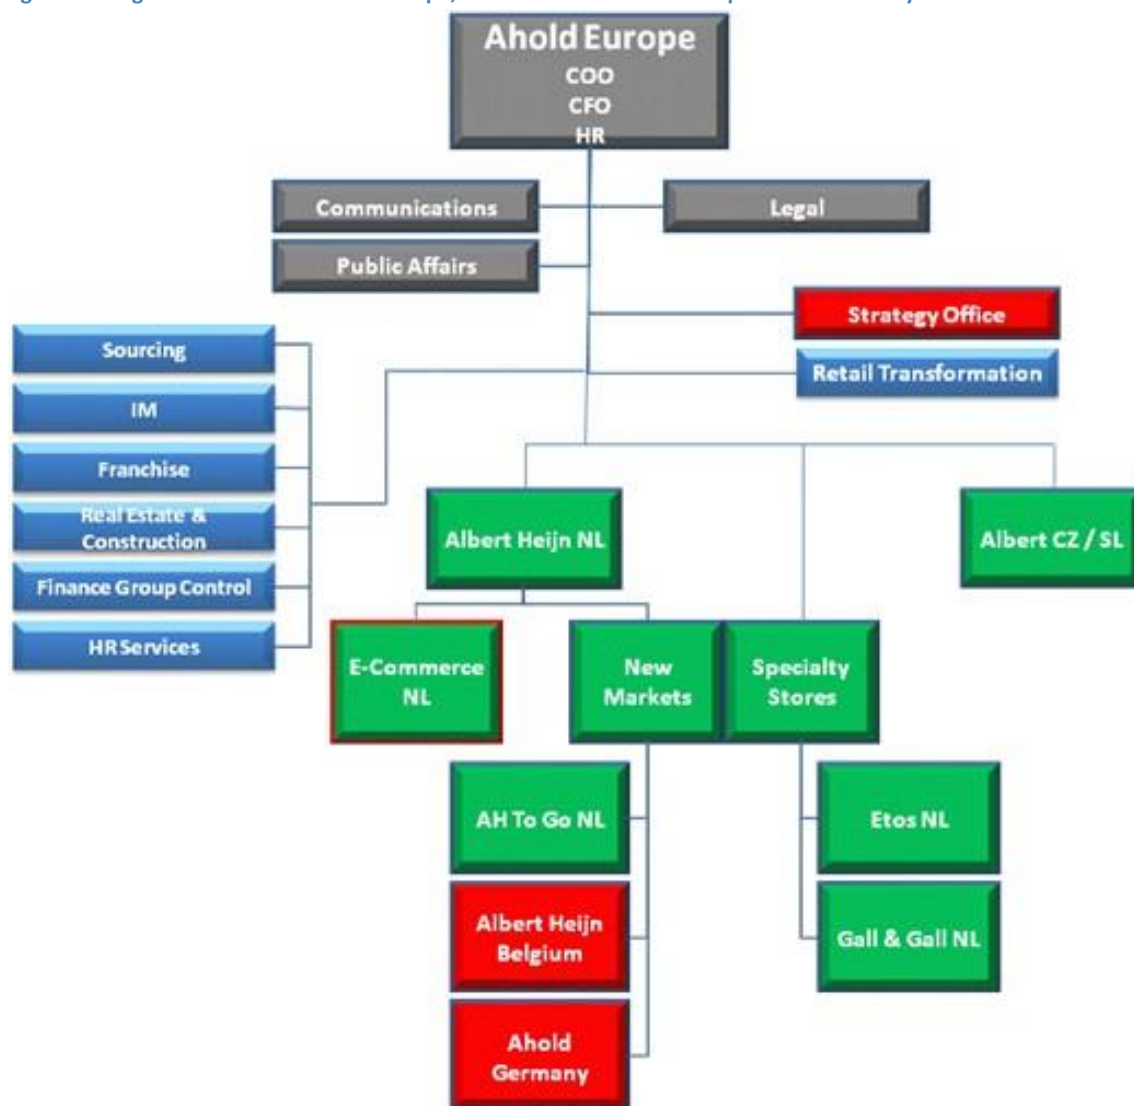 Ahold Europe
COO
CFO
HR
Communications
Legal
Public Affairs
Strategy Office
Retail Transformation
Sourcing
IM
Franchise
Real Estate &
Construction
Finance Group Control
HR Services
Albert Heijn NL
Albert CZ / SL
E-Commerce
NL
New
Markets
Specialty
Stores
AH To Go NL
Etos NL
Albert Heijn
Belgium
Gall & Gall NL
Ahold
Germany